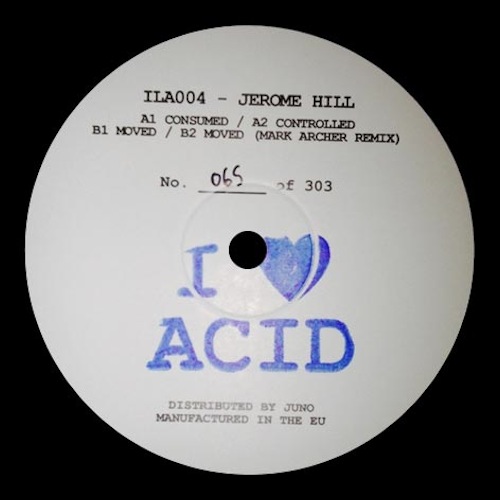 ILA004 - JEROME HILL
A1 CONSUMED / A2 CONTROLLED
B1 MOVED / B2 MOVED (MARK ARCHER REMIX)
No. 065 of 303
I ♥
ACID
DISTRIBUTED BY JUNO
MANUFACTURED IN THE EU